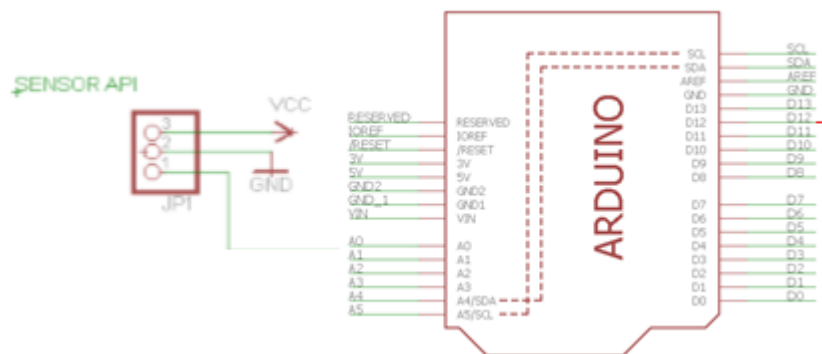 SENSOR API
3
2
1
JP1
VCC
GND
RESERVED
IOREF
/RESET
3V
5V
GND2
GND_1
VIN
A0
A1
A2
A3
A4
A5
RESERVED
IOREF
/RESET
3V
5V
GND2
GND1
VIN
A0
A1
A2
A3
A4/SDA
A5/SCL
ARDUINO
SCL
SDA
AREF
GND
D13
D12
D11
D10
D9
D8
D7
D6
D5
D4
D3
D2
D1
D0
SCL
SDA
AREF
GND
D13
D12
D11
D10
D9
D8
D7
D6
D5
D4
D3
D2
D1
D0